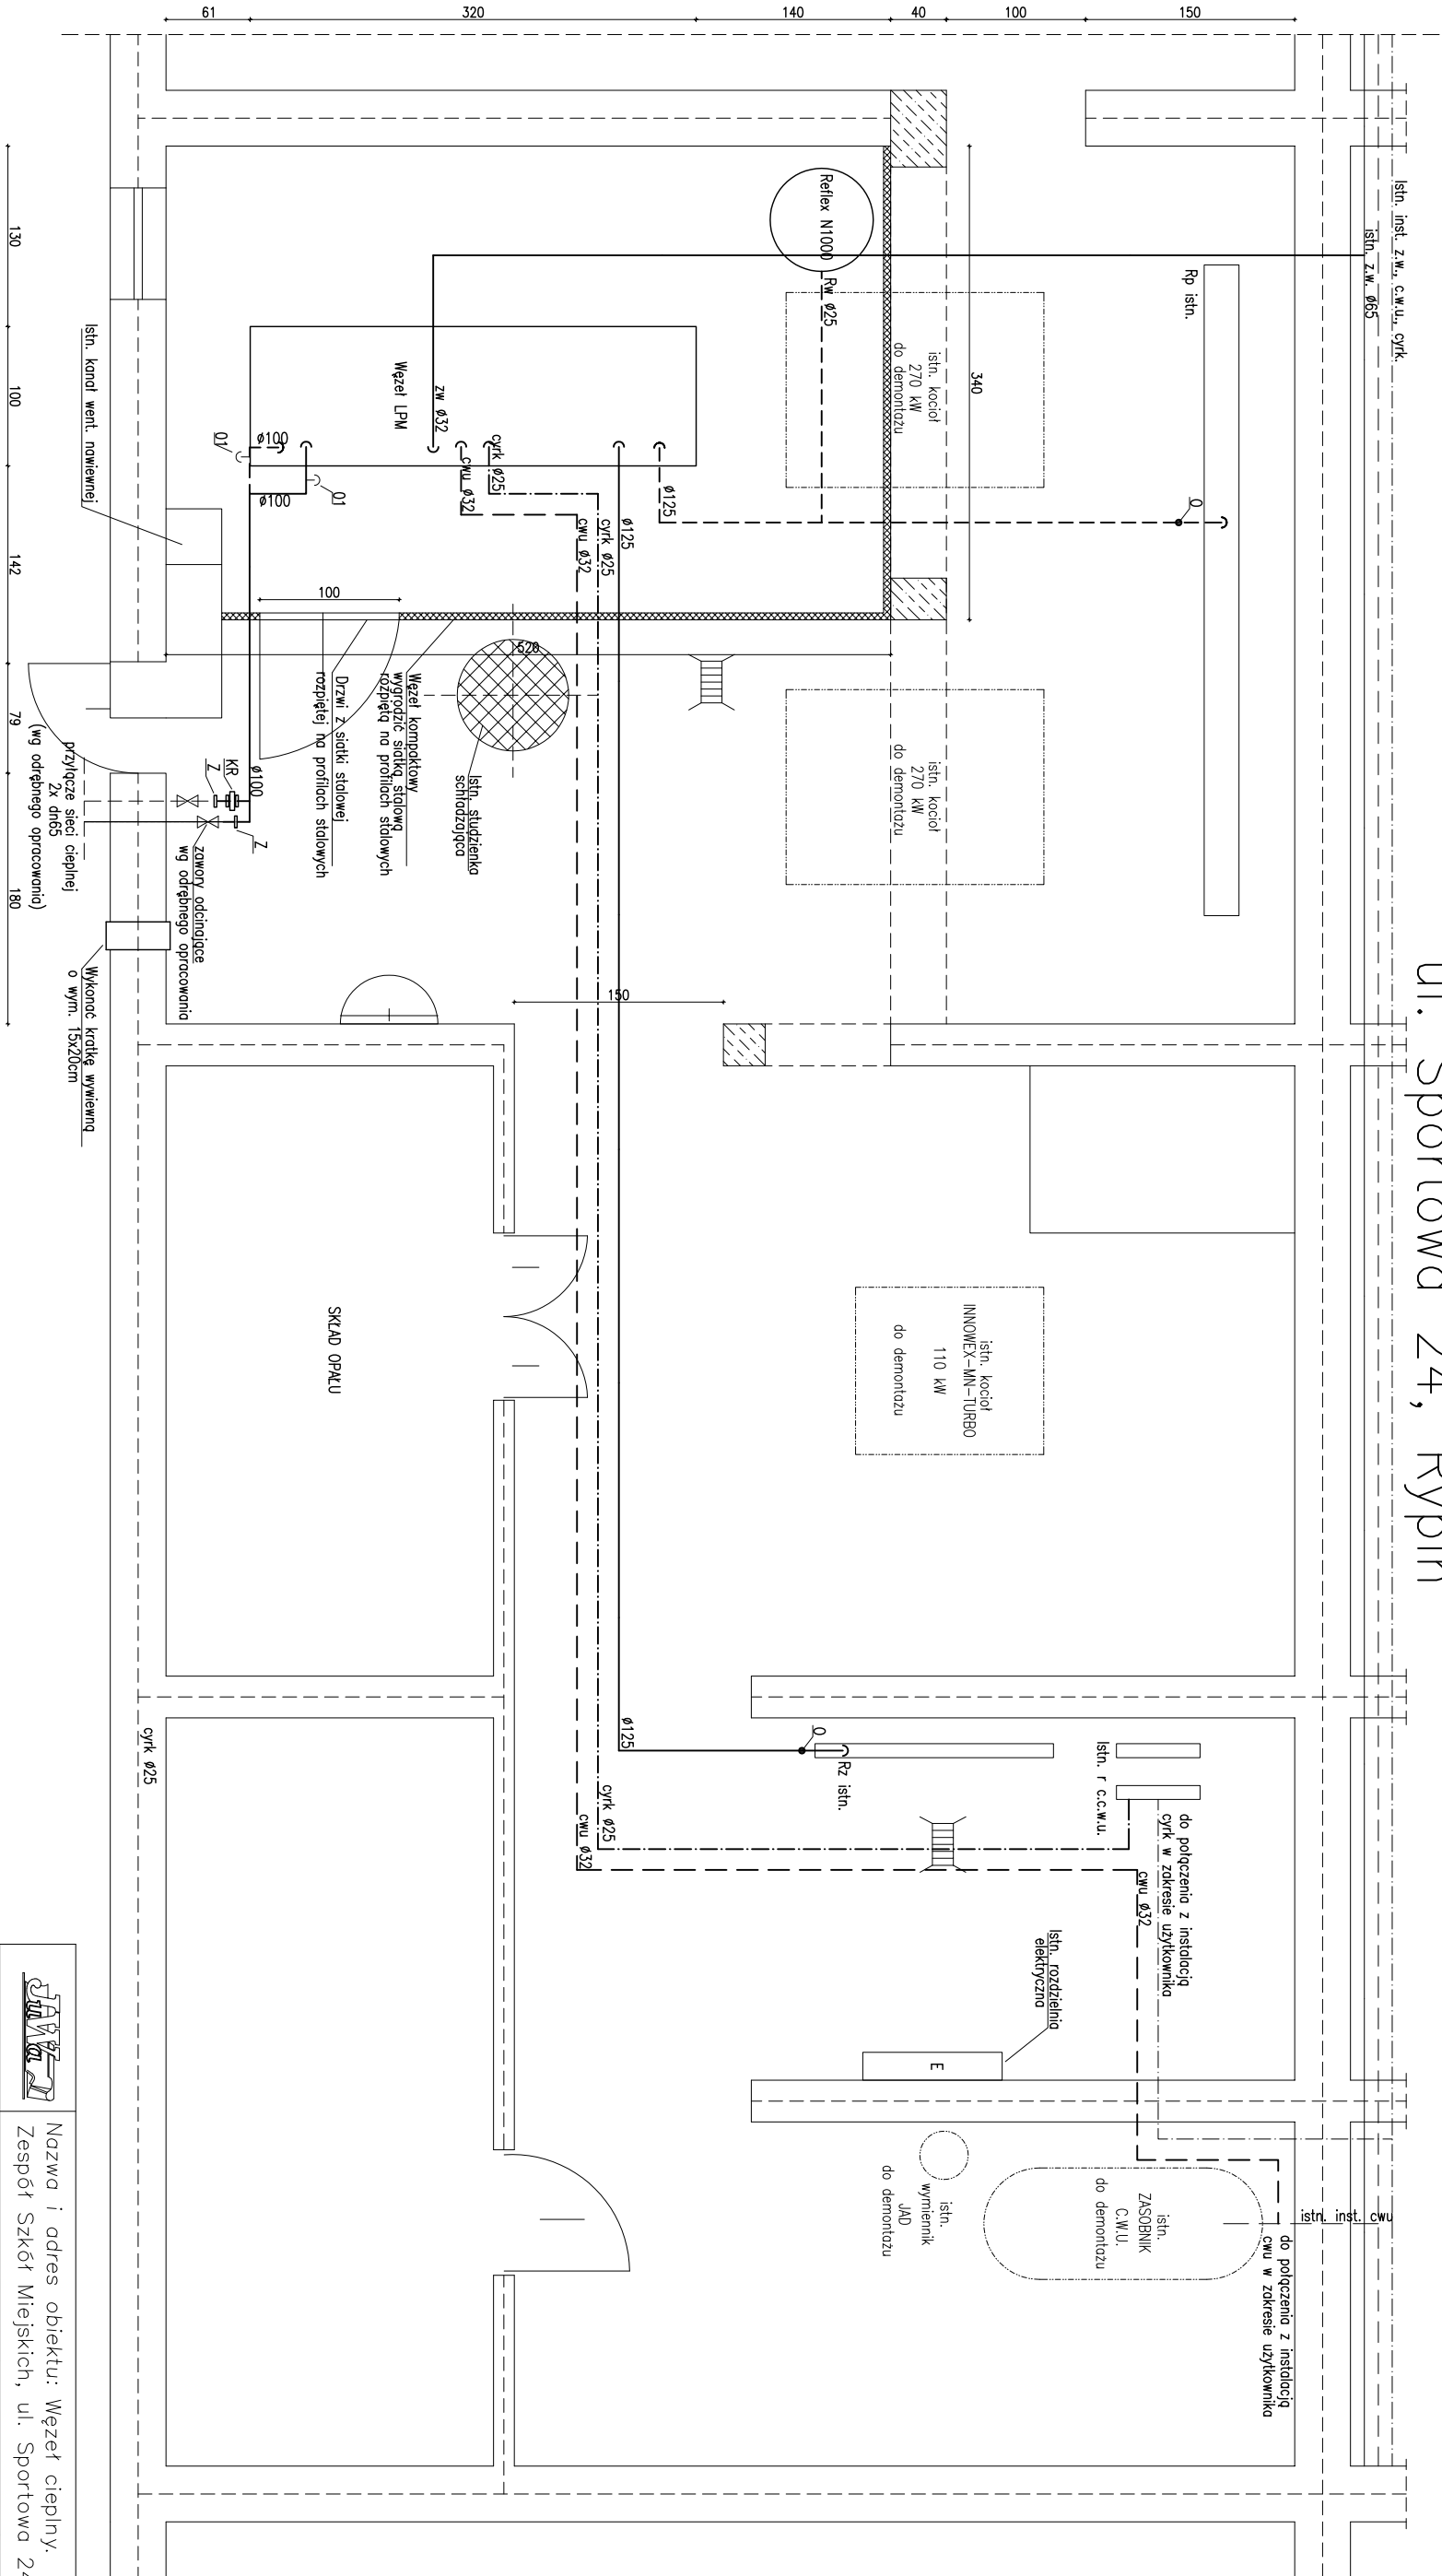 ul. Sportowa 24, Rypin
Istn. inst. z.w., c.w.u., cyrk.
istn. z.w. ø65
Rp istn.
Reflex N1000
Rw ø25
istn. kocioł
270 kW
do demontażu
340
O
Węzeł LPM
zw ø32
cyrk ø25
cwu ø32
ø125
ø100
O1
ø100
O1
cwu ø32
cyrk ø25
ø125
Istn. kanał went. nawiewnej
100
520
Węzeł kompaktowy
wygrodzić siatką stalową
rozpiętą na profilach stalowych
Drzwi z siatki stalowej
rozpiętej na profilach stalowych
Istn. studzienka
schładzająca
istn. kocioł
270 kW
do demontażu
ø100
KR
Z
Z
przyłącze sieci cieplnej
2x dn65
(wg odrębnego opracowania)
zawory odcinające
wg odrębnego opracowania
Wykonać kratkę wywiewną
o wym. 15x20cm
150
istn. kocioł
INNOWEX-MN-TURBO
110 kW
do demontażu
SKŁAD OPAŁU
cyrk ø25
ø125
O
Rz istn.
Istn. r c.c.w.u.
cyrk ø25
cwu ø32
do połączenia z instalacją
cyrk w zakresie użytkownika
cwu ø32
Istn. rozdzielnia
elektryczna
E
istn.
wymiennik
JAD
do demontażu
istn.
ZASOBNIK
C.W.U.
do demontażu
istn. inst. cwu
do połączenia z instalacją
cwu w zakresie użytkownika
61
320
140
40
100
150
130
100
142
79
180
JAWA
Nazwa i adres obiektu: Węzeł cieplny.
Zespół Szkół Miejskich, ul. Sportowa 24